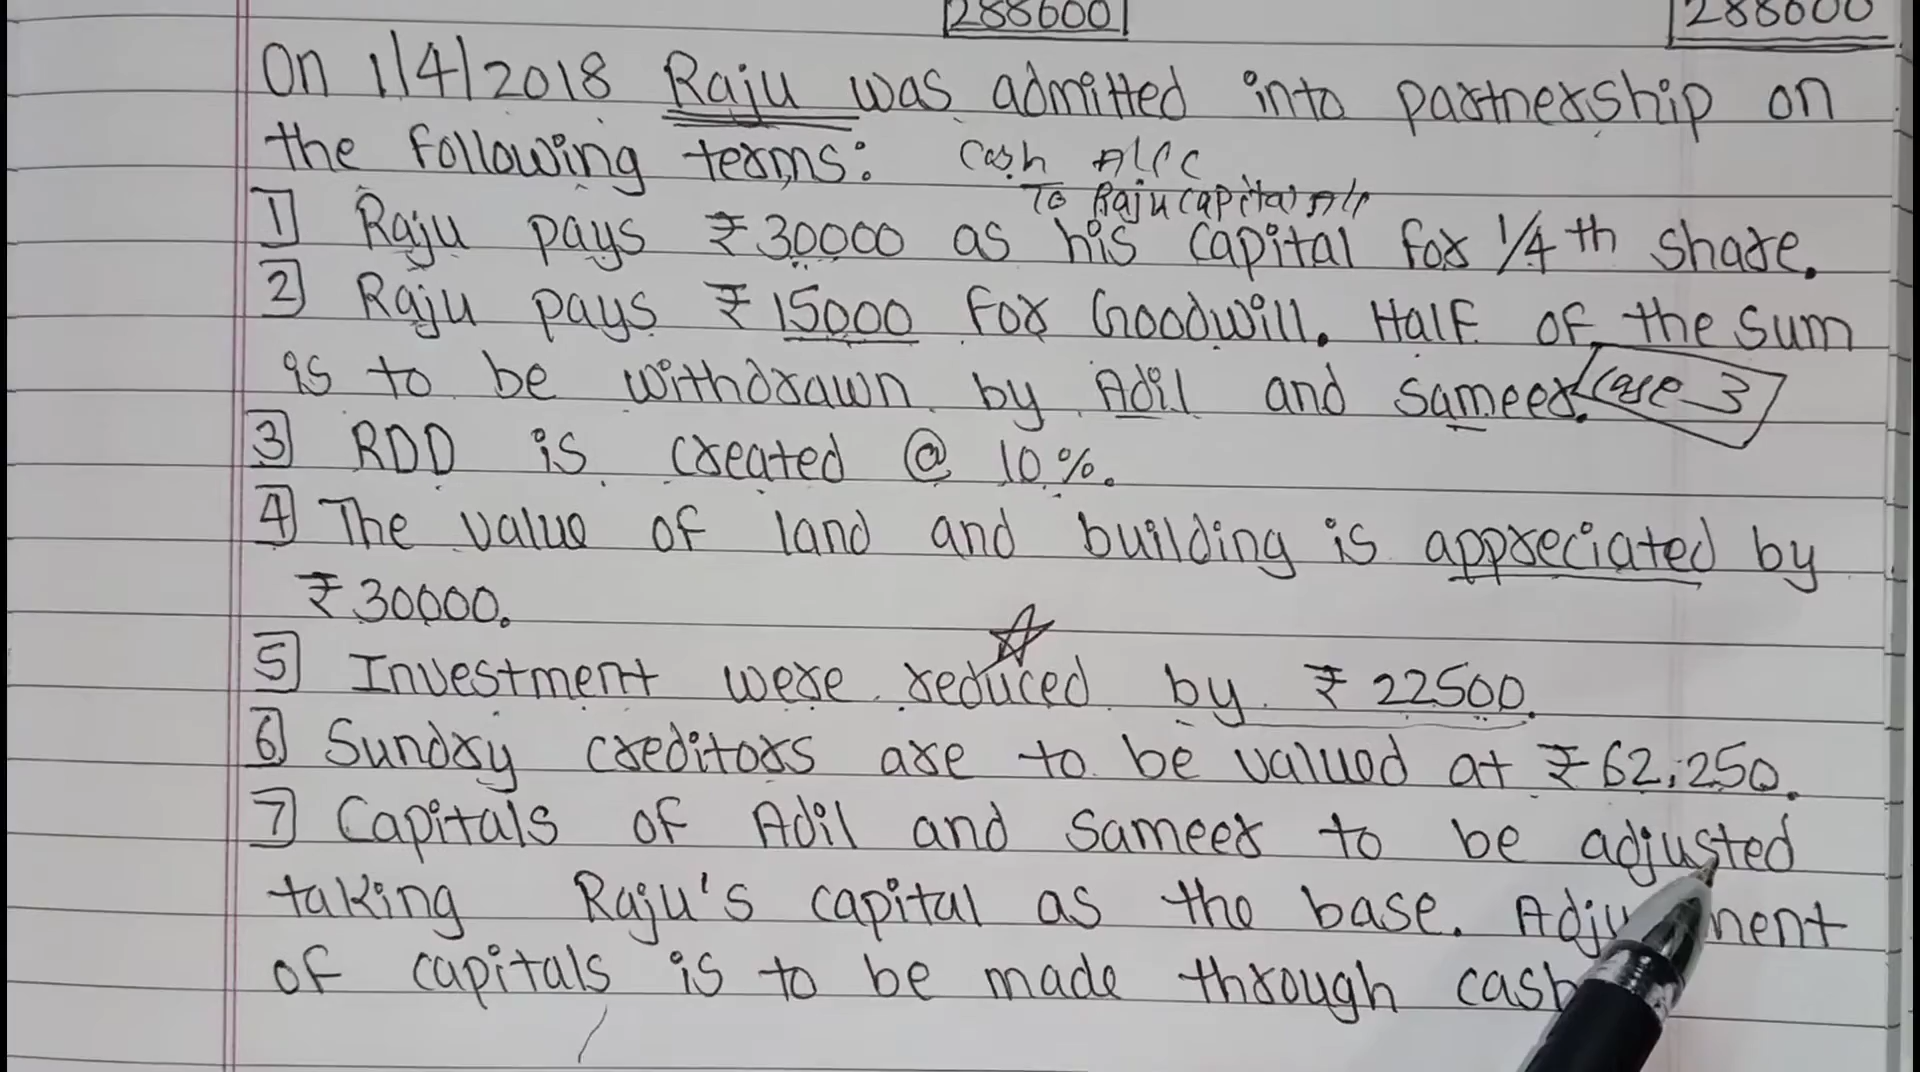 288600 288600
On 1/4/2018 Raju was admitted into partnership on
the following terms: Cash A/c
To Raju capital A/c
1 Raju pays ₹30000 as his capital for 1/4th share.
2 Raju pays ₹15000 for Goodwill. Half of the sum
is to be withdrawn by Adil and Sameer. Case 3
3 RDD is created @ 10%.
4 The value of land and building is appreciated by
₹30000.
5 Investment were reduced by ₹22500.
6 Sundry creditors are to be valued at ₹62,250.
7 Capitals of Adil and Sameer to be adjusted
taking Raju's capital as the base.
of capitals is to be made through cash